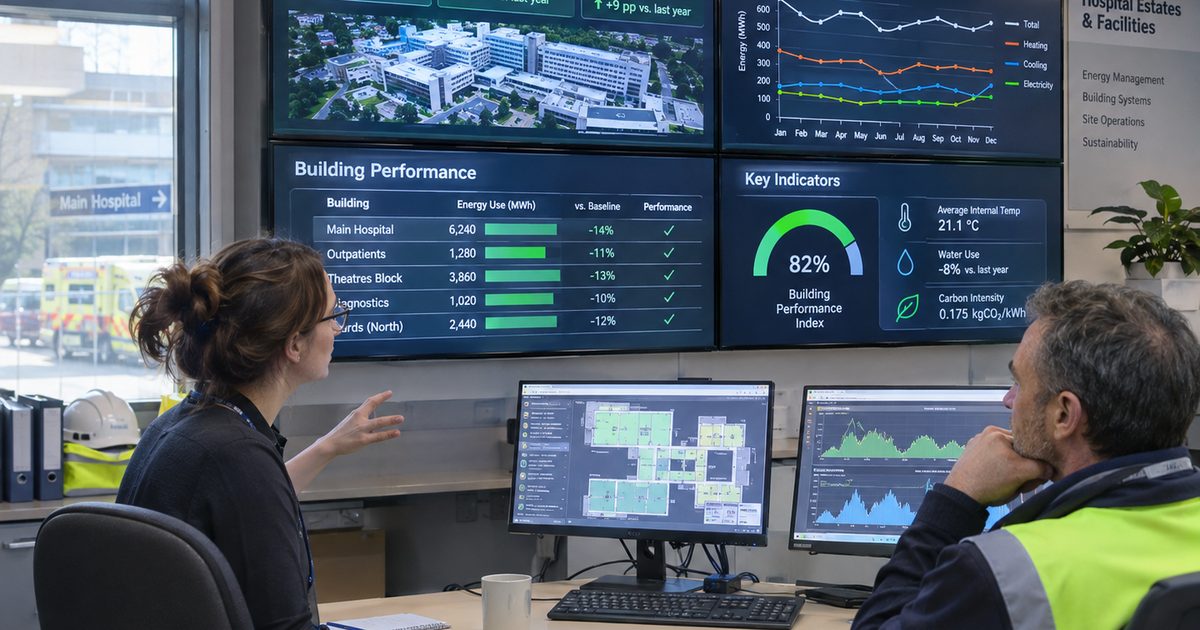 last year
↑ +9 pp vs. last year
Energy (MWh)
600
500
400
300
200
100
0
Jan Feb Mar Apr May Jun Jul Aug Sep Oct Nov Dec
Total
Heating
Cooling
Electricity
Hospital Estates
& Facilities
Energy Management
Building Systems
Site Operations
Sustainability
Main Hospital →
Building Performance
Building Energy Use (MWh) vs. Baseline Performance
Main Hospital 6,240 -14% ✓
Outpatients 1,280 -11% ✓
Theatres Block 3,860 -13% ✓
agnostics 1,020 -10% ✓
rds (North) 2,440 -12% ✓
Key Indicators
82%
Building
Performance
Index
Average Internal Temp
21.1 °C
Water Use
-8% vs. last year
Carbon Intensity
0.175 kgCO₂/kWh